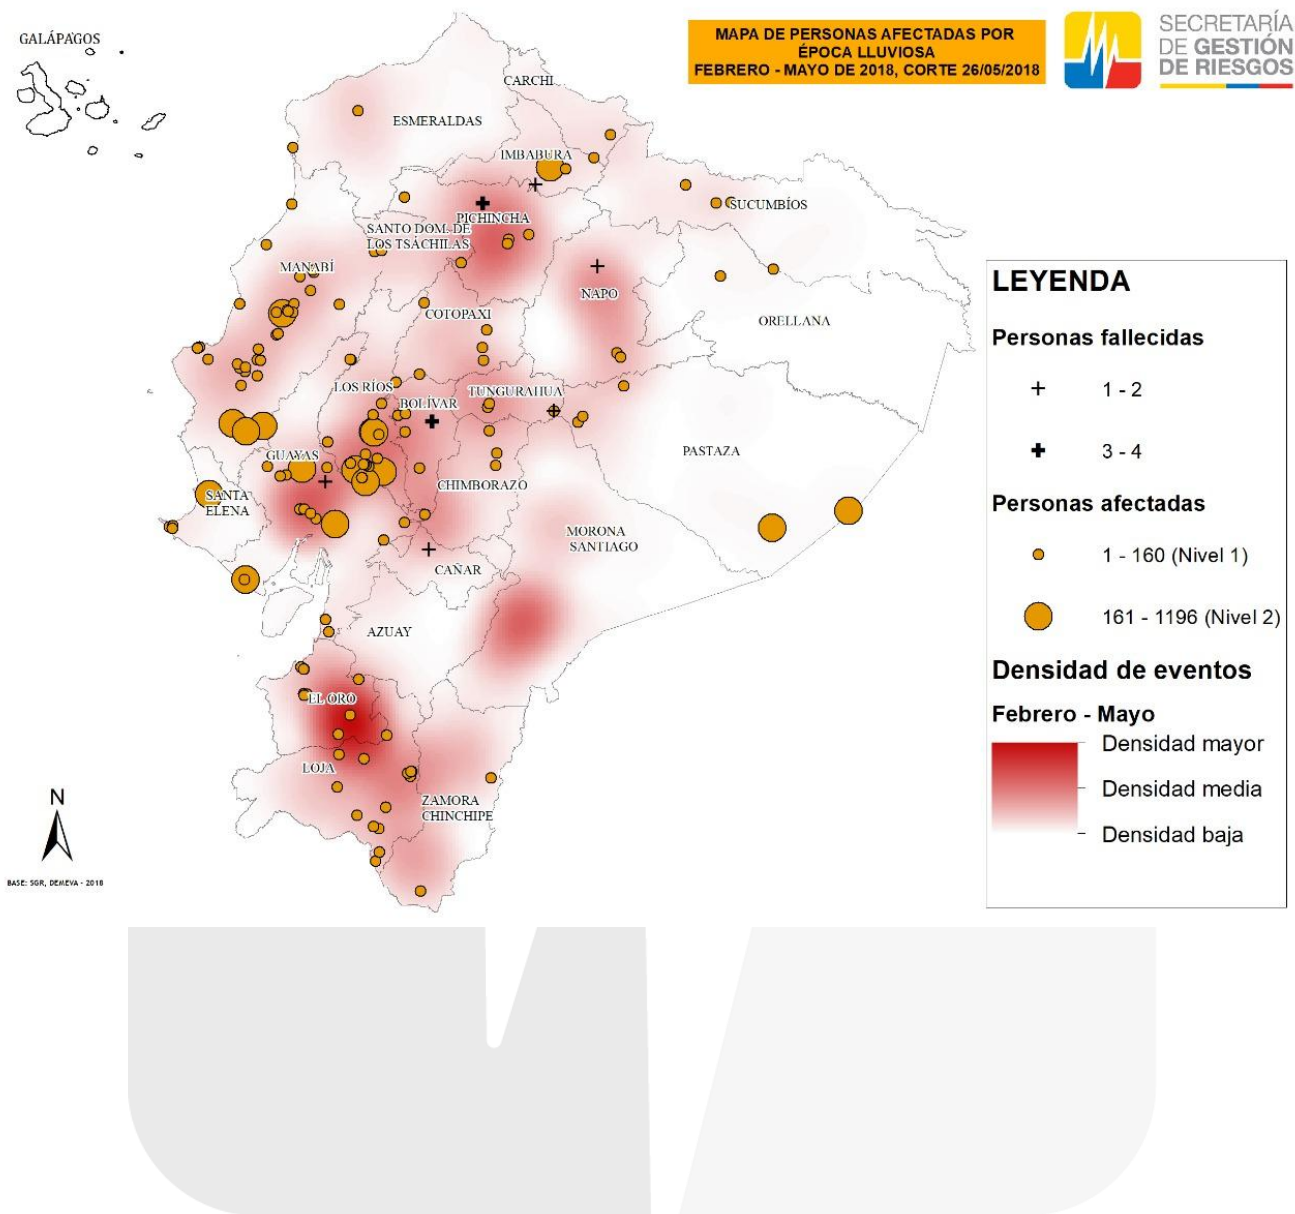 GALÁPAGOS
MAPA DE PERSONAS AFECTADAS POR
ÉPOCA LLUVIOSA
FEBRERO - MAYO DE 2018, CORTE 26/05/2018
SECRETARÍA
DE GESTIÓN
DE RIESGOS
CARCHI
ESMERALDAS
IMBABURA
SUCUMBÍOS
PICHINCHA
SANTO DOM. DE
LOS TSÁCHILAS
MANABÍ
NAPO
COTOPAXI
ORELLANA
LOS RÍOS
TUNGURAHUA
BOLÍVAR
PASTAZA
GUAYAS
CHIMBORAZO
SANTA
ELENA
MORONA
SANTIAGO
CAÑAR
AZUAY
EL ORO
LOJA
ZAMORA
CHINCHIPE
N
BASE: SGR, DEMEVA - 2018
LEYENDA
Personas fallecidas
1 - 2
3 - 4
Personas afectadas
1 - 160 (Nivel 1)
161 - 1196 (Nivel 2)
Densidad de eventos
Febrero - Mayo
Densidad mayor
Densidad media
Densidad baja